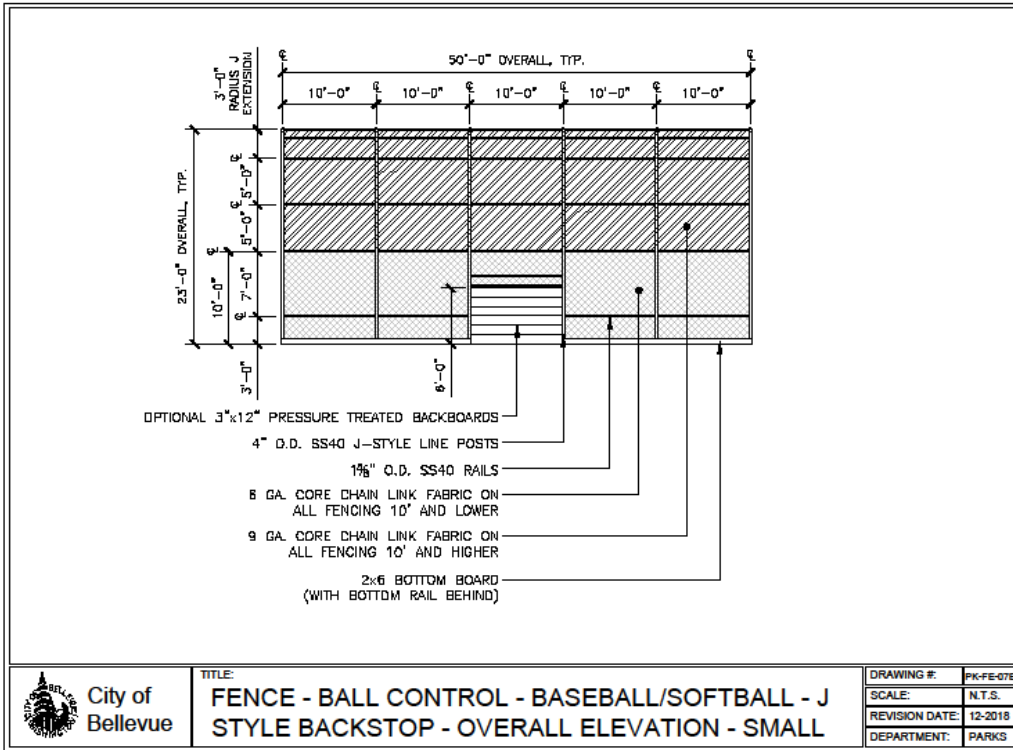 50'-0" OVERALL, TYP.
3'-0"
RADIUS J
EXTENSION
10'-0" 10'-0" 10'-0" 10'-0" 10'-0"
23'-0" OVERALL, TYP.
5'-0"
5'-0"
10'-0"
7'-0"
3'-0"
6'-0"
OPTIONAL 3"x12" PRESSURE TREATED BACKBOARDS
4" O.D. SS40 J-STYLE LINE POSTS
1⅝" O.D. SS40 RAILS
6 GA. CORE CHAIN LINK FABRIC ON
ALL FENCING 10' AND LOWER
9 GA. CORE CHAIN LINK FABRIC ON
ALL FENCING 10' AND HIGHER
2x6 BOTTOM BOARD
(WITH BOTTOM RAIL BEHIND)
City of
Bellevue
TITLE:
FENCE - BALL CONTROL - BASEBALL/SOFTBALL - J
STYLE BACKSTOP - OVERALL ELEVATION - SMALL
DRAWING #:
SCALE: N.T.S.
REVISION DATE: 12-2018
DEPARTMENT: PARKS